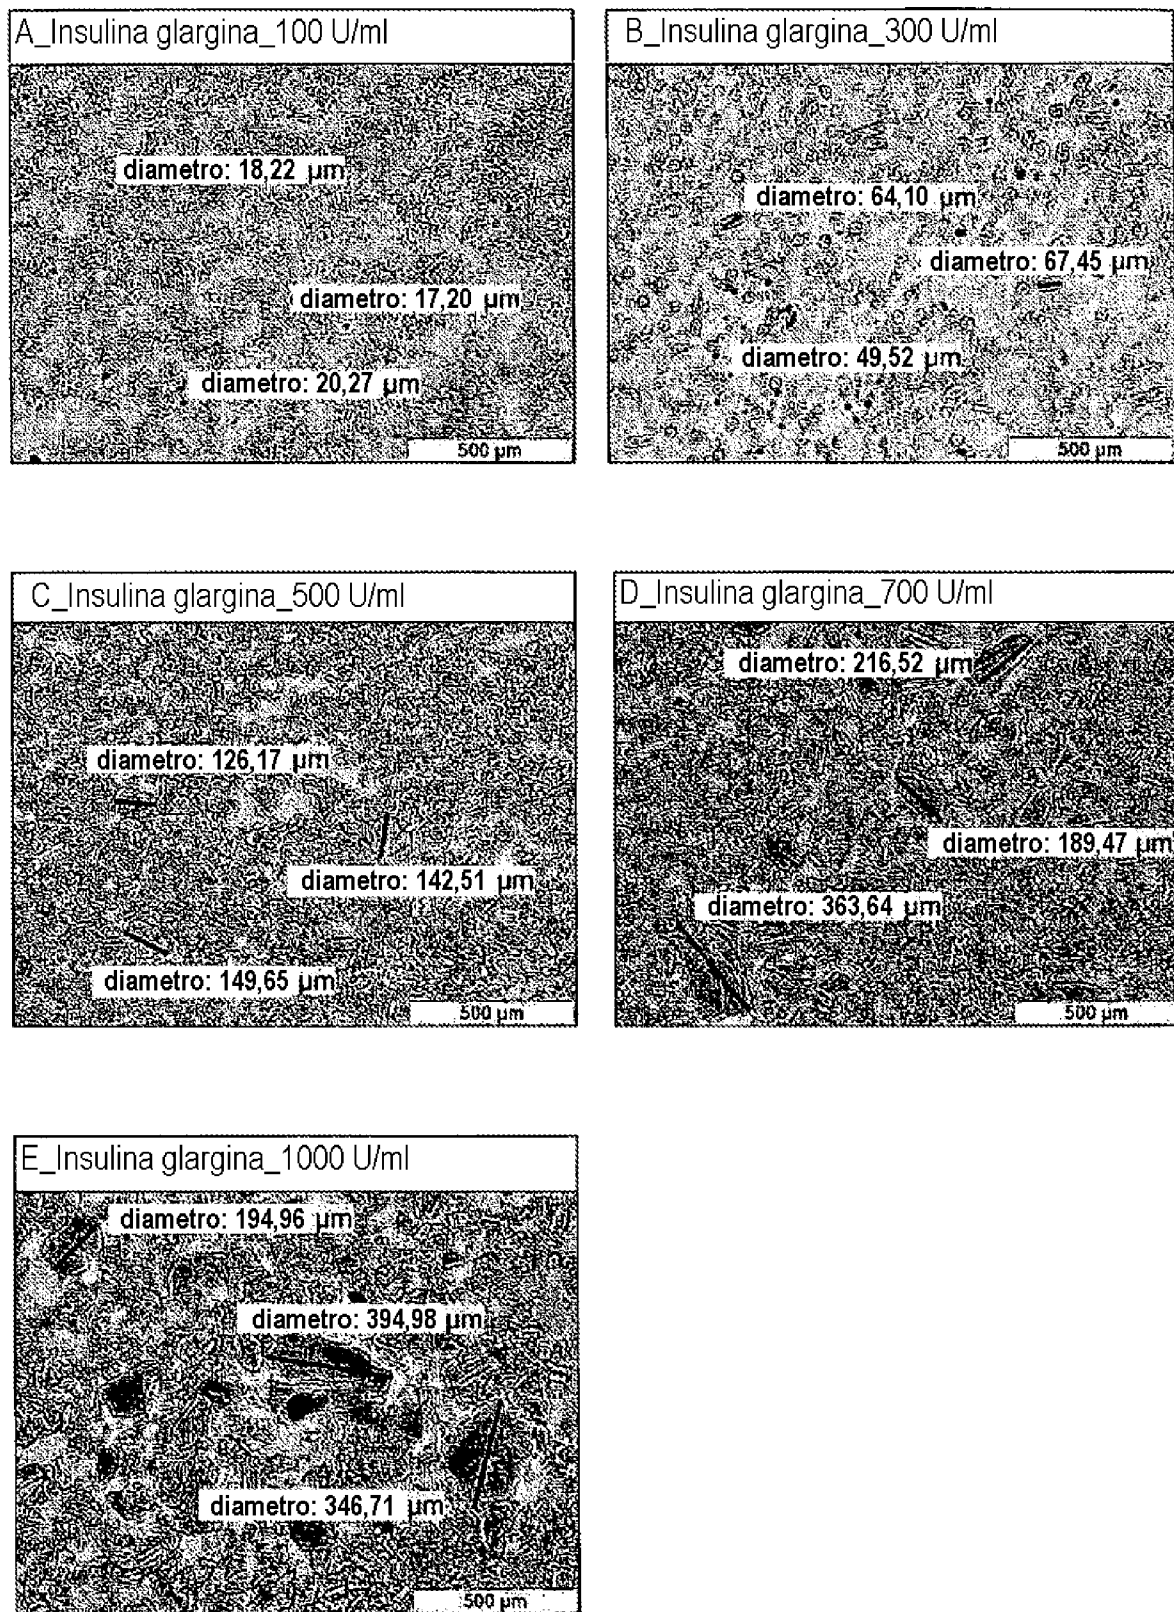 A_Insulina glargina_100 U/ml
diametro: 18,22 µm
diametro: 17,20 µm
diametro: 20,27 µm
500 µm
B_Insulina glargina_300 U/ml
diametro: 64,10 µm
diametro: 67,45 µm
diametro: 49,52 µm
500 µm
C_Insulina glargina_500 U/ml
diametro: 126,17 µm
diametro: 142,51 µm
diametro: 149,65 µm
500 µm
D_Insulina glargina_700 U/ml
diametro: 216,52 µm
diametro: 189,47 µm
diametro: 363,64 µm
500 µm
E_Insulina glargina_1000 U/ml
diametro: 194,96 µm
diametro: 394,98 µm
diametro: 346,71 µm
500 µm